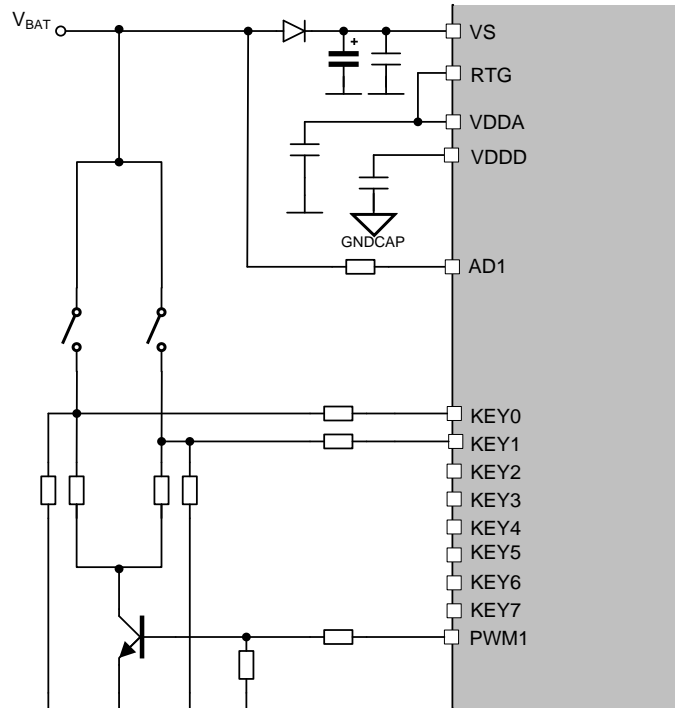 VBAT
VS
RTG
VDDA
VDDD
GNDCAP
AD1
KEY0
KEY1
KEY2
KEY3
KEY4
KEY5
KEY6
KEY7
PWM1